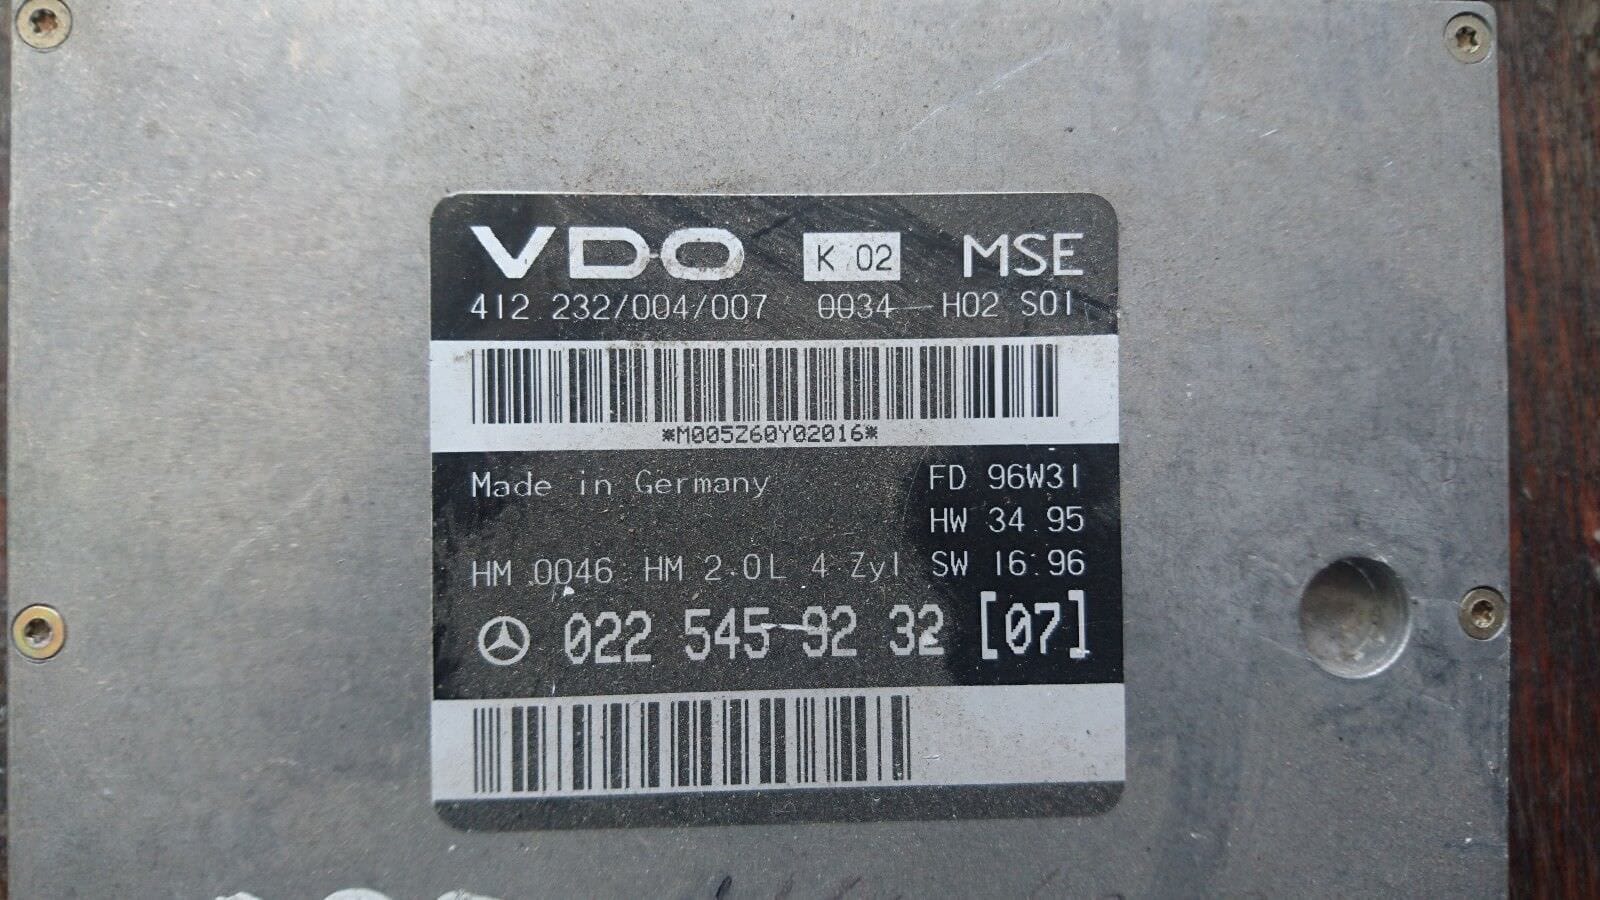 VDO K 02 MSE
412.232/004/007 0034 H02 S01
*M005Z60Y02016*
Made in Germany FD 96W31
HW 34.95
HM 0046 HM 2.0L 4 Zyl SW 16.96
022 545 92 32 [07]